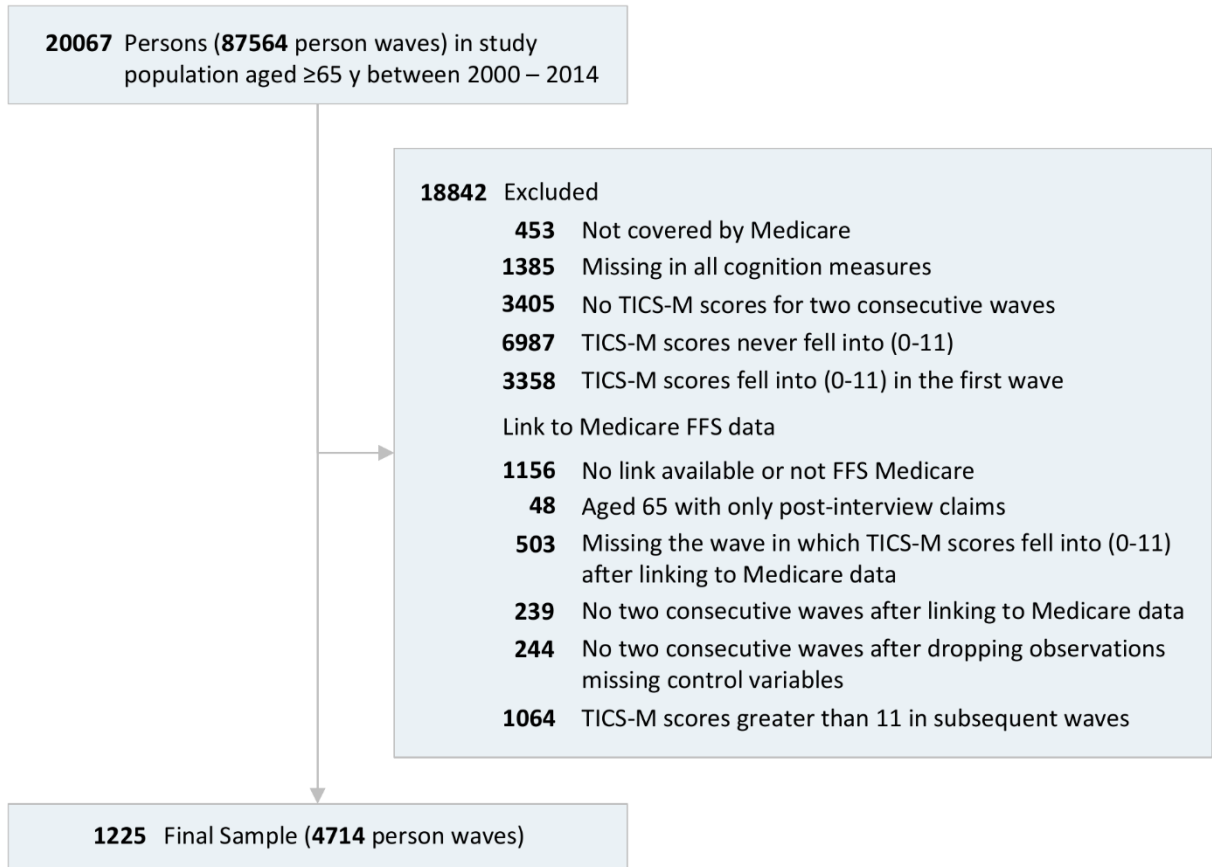 20067 Persons (87564 person waves) in study
population aged ≥65 y between 2000 – 2014
18842 Excluded
453 Not covered by Medicare
1385 Missing in all cognition measures
3405 No TICS-M scores for two consecutive waves
6987 TICS-M scores never fell into (0-11)
3358 TICS-M scores fell into (0-11) in the first wave
Link to Medicare FFS data
1156 No link available or not FFS Medicare
48 Aged 65 with only post-interview claims
503 Missing the wave in which TICS-M scores fell into (0-11)
after linking to Medicare data
239 No two consecutive waves after linking to Medicare data
244 No two consecutive waves after dropping observations
missing control variables
1064 TICS-M scores greater than 11 in subsequent waves
1225 Final Sample (4714 person waves)